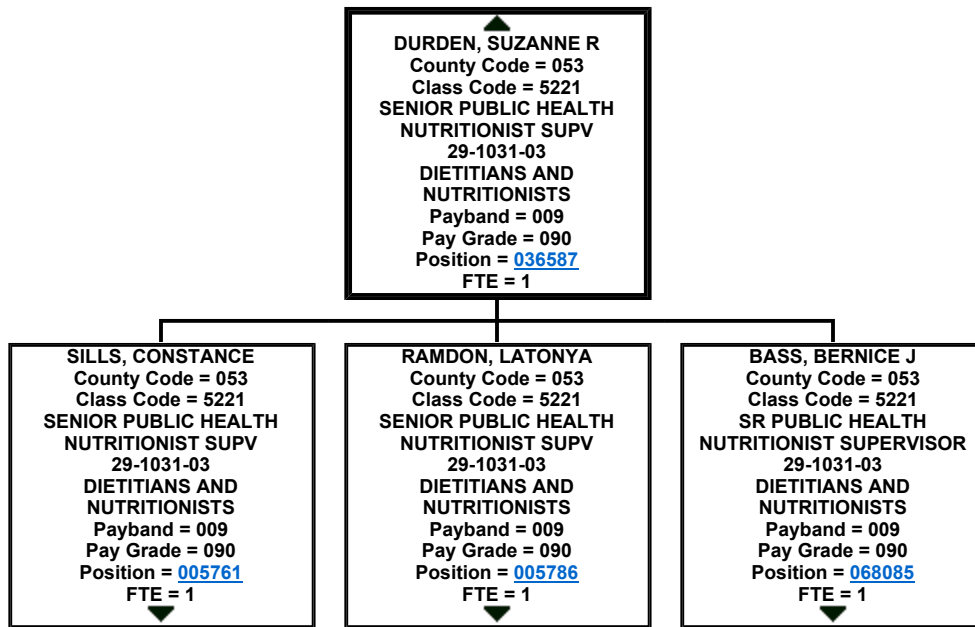 DURDEN, SUZANNE R
County Code = 053
Class Code = 5221
SENIOR PUBLIC HEALTH
NUTRITIONIST SUPV
29-1031-03
DIETITIANS AND
NUTRITIONISTS
Payband = 009
Pay Grade = 090
Position = 036587
FTE = 1
SILLS, CONSTANCE
County Code = 053
Class Code = 5221
SENIOR PUBLIC HEALTH
NUTRITIONIST SUPV
29-1031-03
DIETITIANS AND
NUTRITIONISTS
Payband = 009
Pay Grade = 090
Position = 005761
FTE = 1
RAMDON, LATONYA
County Code = 053
Class Code = 5221
SENIOR PUBLIC HEALTH
NUTRITIONIST SUPV
29-1031-03
DIETITIANS AND
NUTRITIONISTS
Payband = 009
Pay Grade = 090
Position = 005786
FTE = 1
BASS, BERNICE J
County Code = 053
Class Code = 5221
SR PUBLIC HEALTH
NUTRITIONIST SUPERVISOR
29-1031-03
DIETITIANS AND
NUTRITIONISTS
Payband = 009
Pay Grade = 090
Position = 068085
FTE = 1